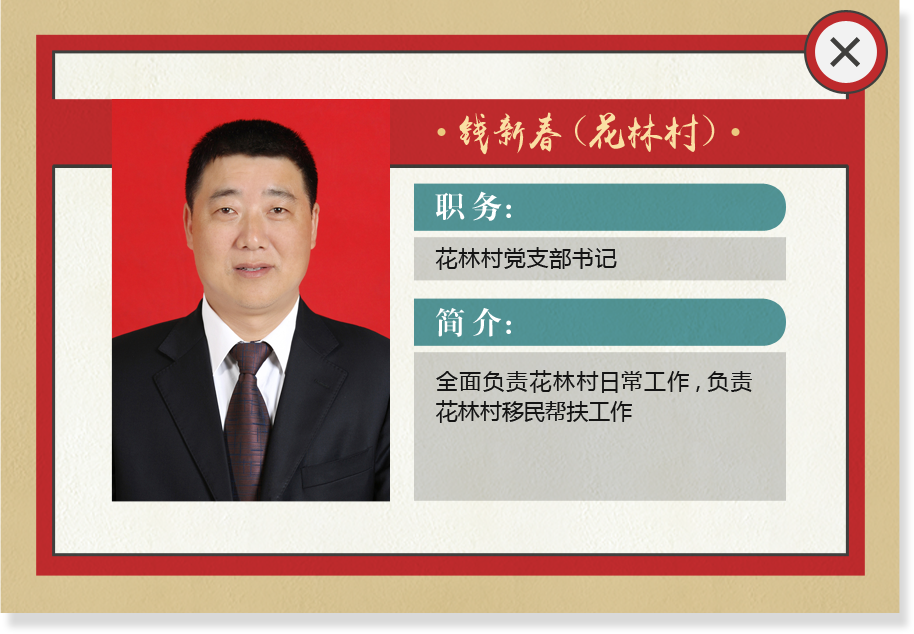 ·钱新春（花林村）·
职务:
花林村党支部书记
简介:
全面负责花林村日常工作,负责
花林村移民帮扶工作